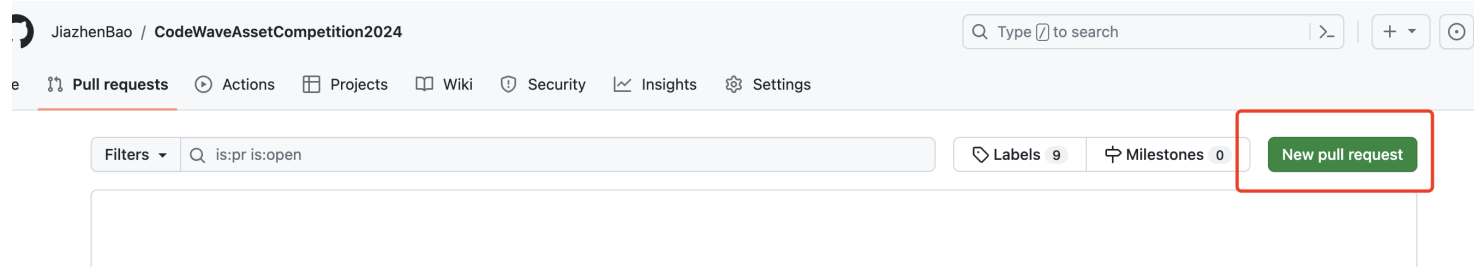 JiazhenBao / CodeWaveAssetCompetition2024 Type / to search
e Pull requests Actions Projects Wiki Security Insights Settings
Filters is:pr is:open Labels 9 Milestones 0 New pull request